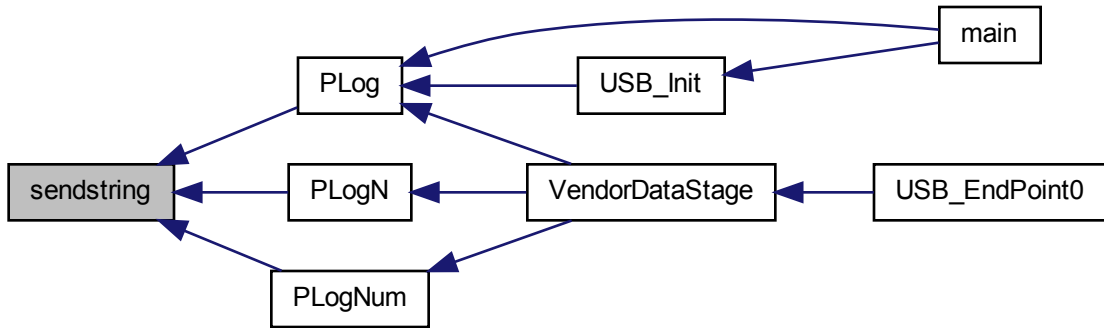 main
PLog
USB_Init
sendstring
PLogN
VendorDataStage
USB_EndPoint0
PLogNum